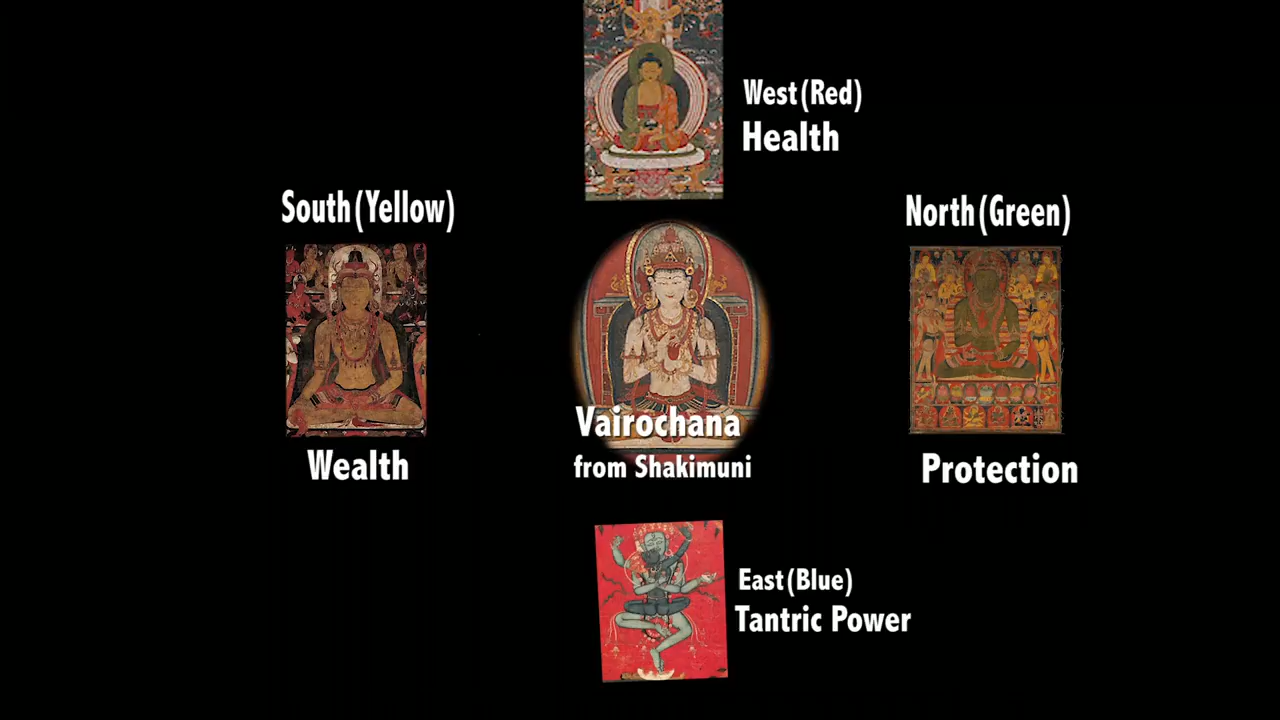 West (Red)
Health
South (Yellow)
Wealth
North (Green)
Protection
Vairochana
from Shakimuni
East (Blue)
Tantric Power